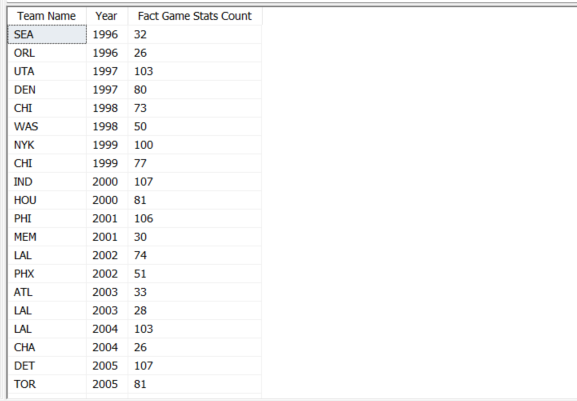 Team Name Year Fact Game Stats Count
SEA 1996 32
ORL 1996 26
UTA 1997 103
DEN 1997 80
CHI 1998 73
WAS 1998 50
NYK 1999 100
CHI 1999 77
IND 2000 107
HOU 2000 81
PHI 2001 106
MEM 2001 30
LAL 2002 74
PHX 2002 51
ATL 2003 33
LAL 2003 28
LAL 2004 103
CHA 2004 26
DET 2005 107
TOR 2005 81